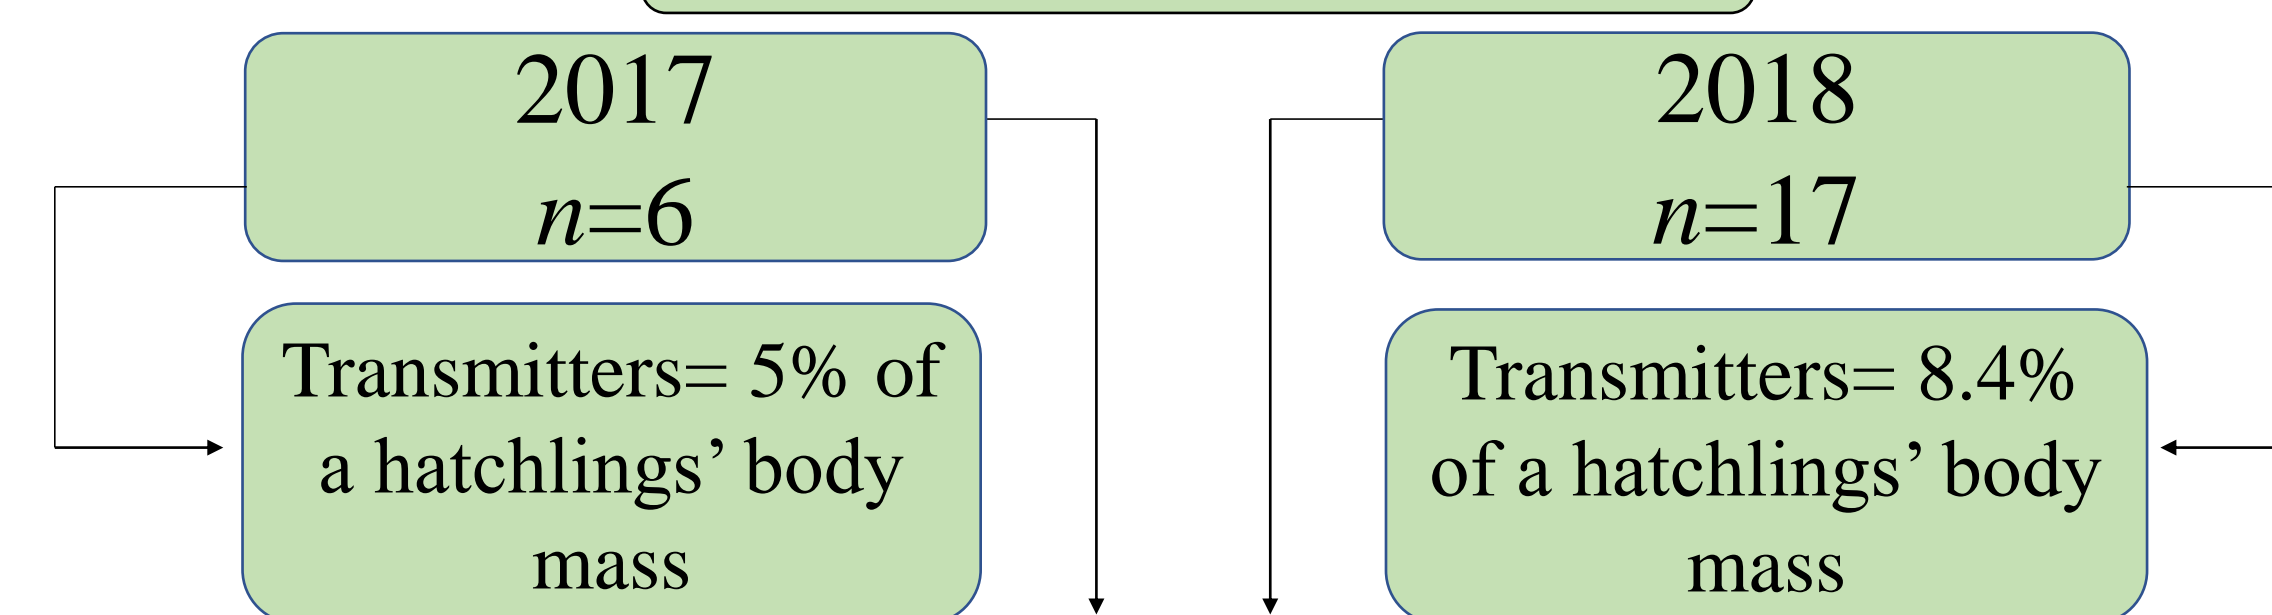 2017
n=6
2018
n=17
Transmitters= 5% of
a hatchlings’ body
mass
Transmitters= 8.4%
of a hatchlings’ body
mass